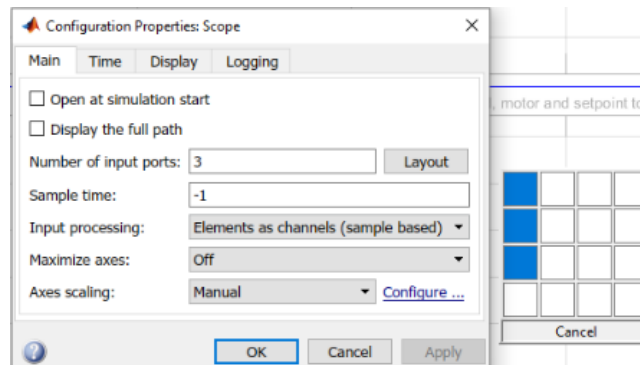 Configuration Properties: Scope
Main Time Display Logging
Open at simulation start
Display the full path
, motor and setpoint to
Number of input ports: 3 Layout
Sample time: -1
Input processing: Elements as channels (sample based)
Maximize axes: Off
Axes scaling: Manual Configure ...
Cancel
? OK Cancel Apply